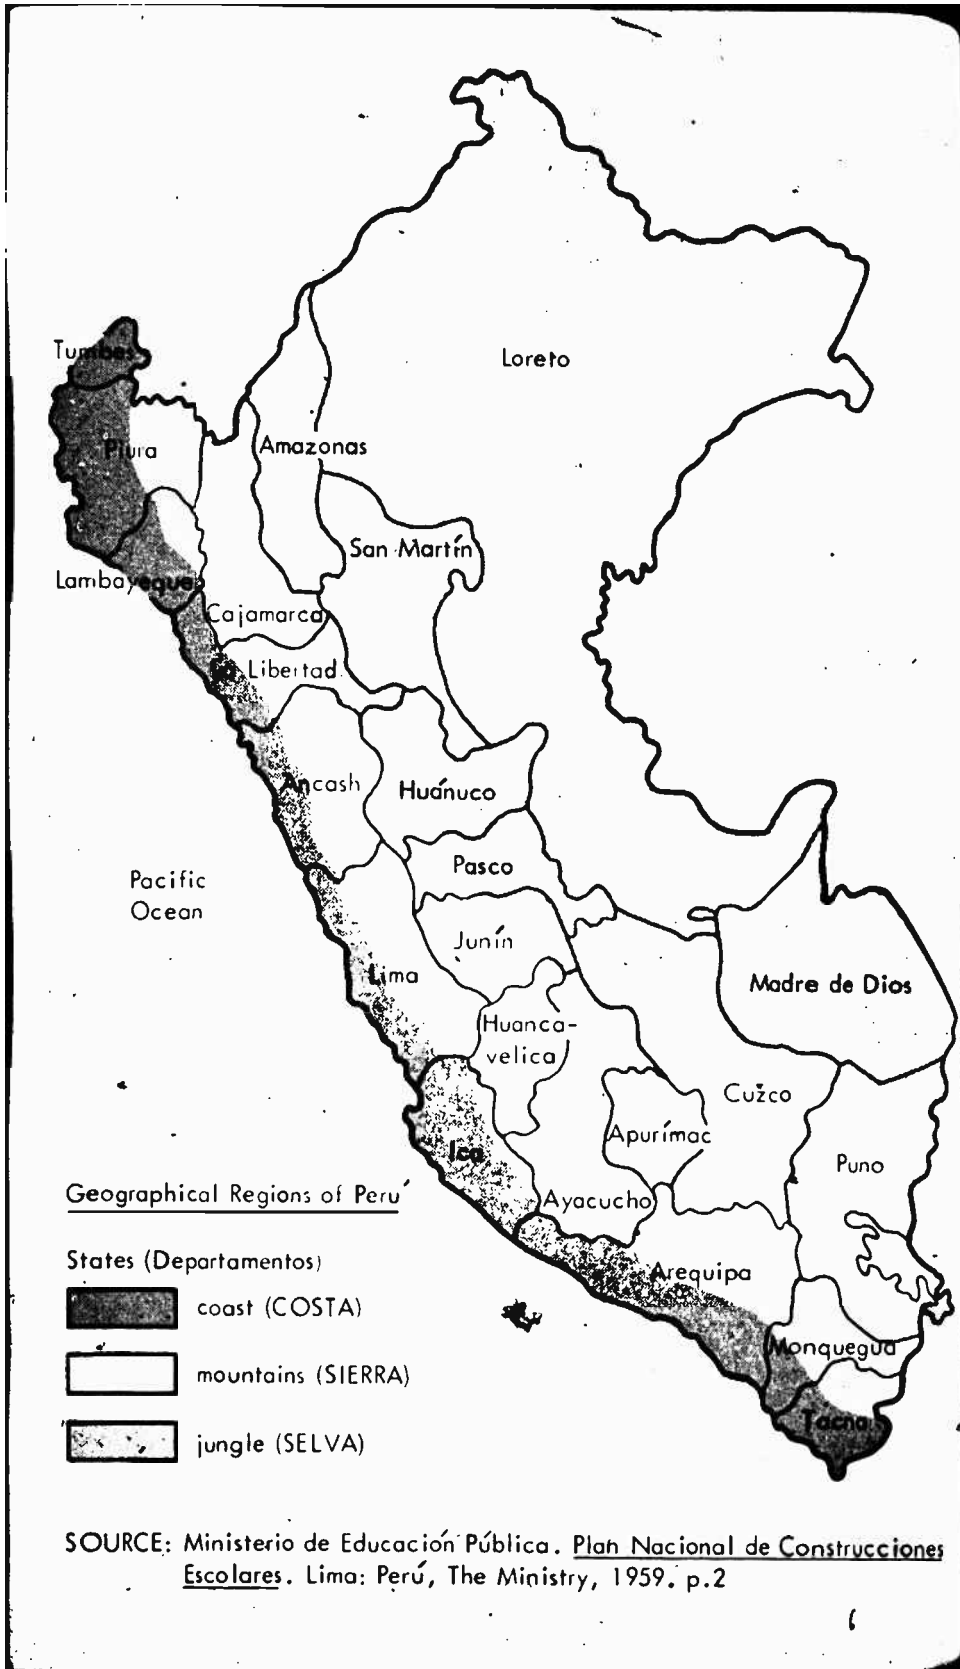 Loreto
Tumbes
Amazonas
Piura
San Martín
Lambayeque
Cajamarca
La Libertad
Ancash
Huánuco
Pasco
Pacific
Ocean
Junín
Lima
Madre de Dios
Huanca-
velica
Cuzco
Apurímac
Ica
Puno
Ayacucho
Geographical Regions of Perú
States (Departamentos)
Arequipa
coast (COSTA)
Monquegua
mountains (SIERRA)
Tacna
jungle (SELVA)
SOURCE: Ministerio de Educación Pública. Plan Nacional de Construcciones
Escolares. Lima: Perú, The Ministry, 1959. p.2
6